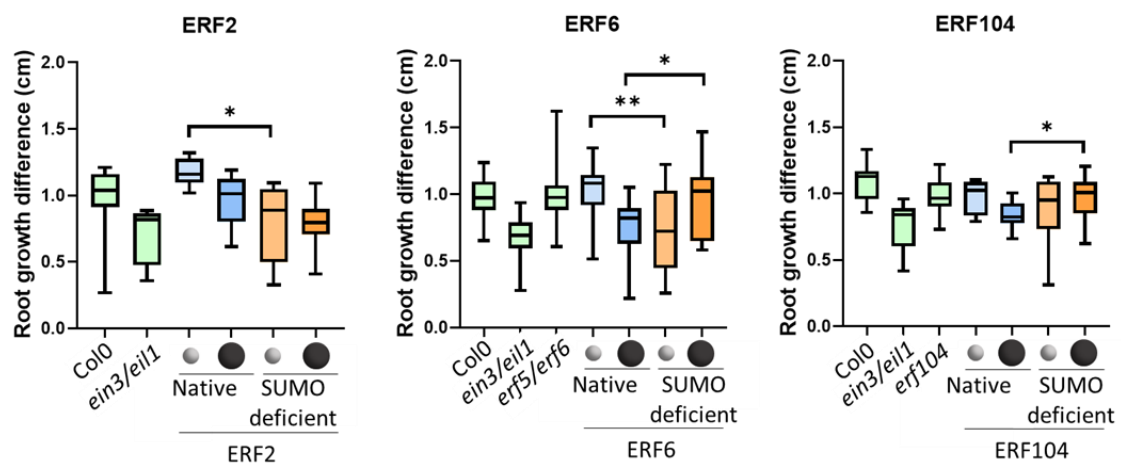 ERF2
Root growth difference (cm)
2.0
1.5
1.0
0.5
0.0
*
Col0
ein3/eil1
Native
SUMO
deficient
ERF2
ERF6
Root growth difference (cm)
2.0
1.5
1.0
0.5
0.0
*
**
Col0
ein3/eil1
erf5/erf6
Native
SUMO
deficient
ERF6
ERF104
Root growth difference (cm)
2.0
1.5
1.0
0.5
0.0
*
Col0
ein3/eil1
erf104
Native
SUMO
deficient
ERF104